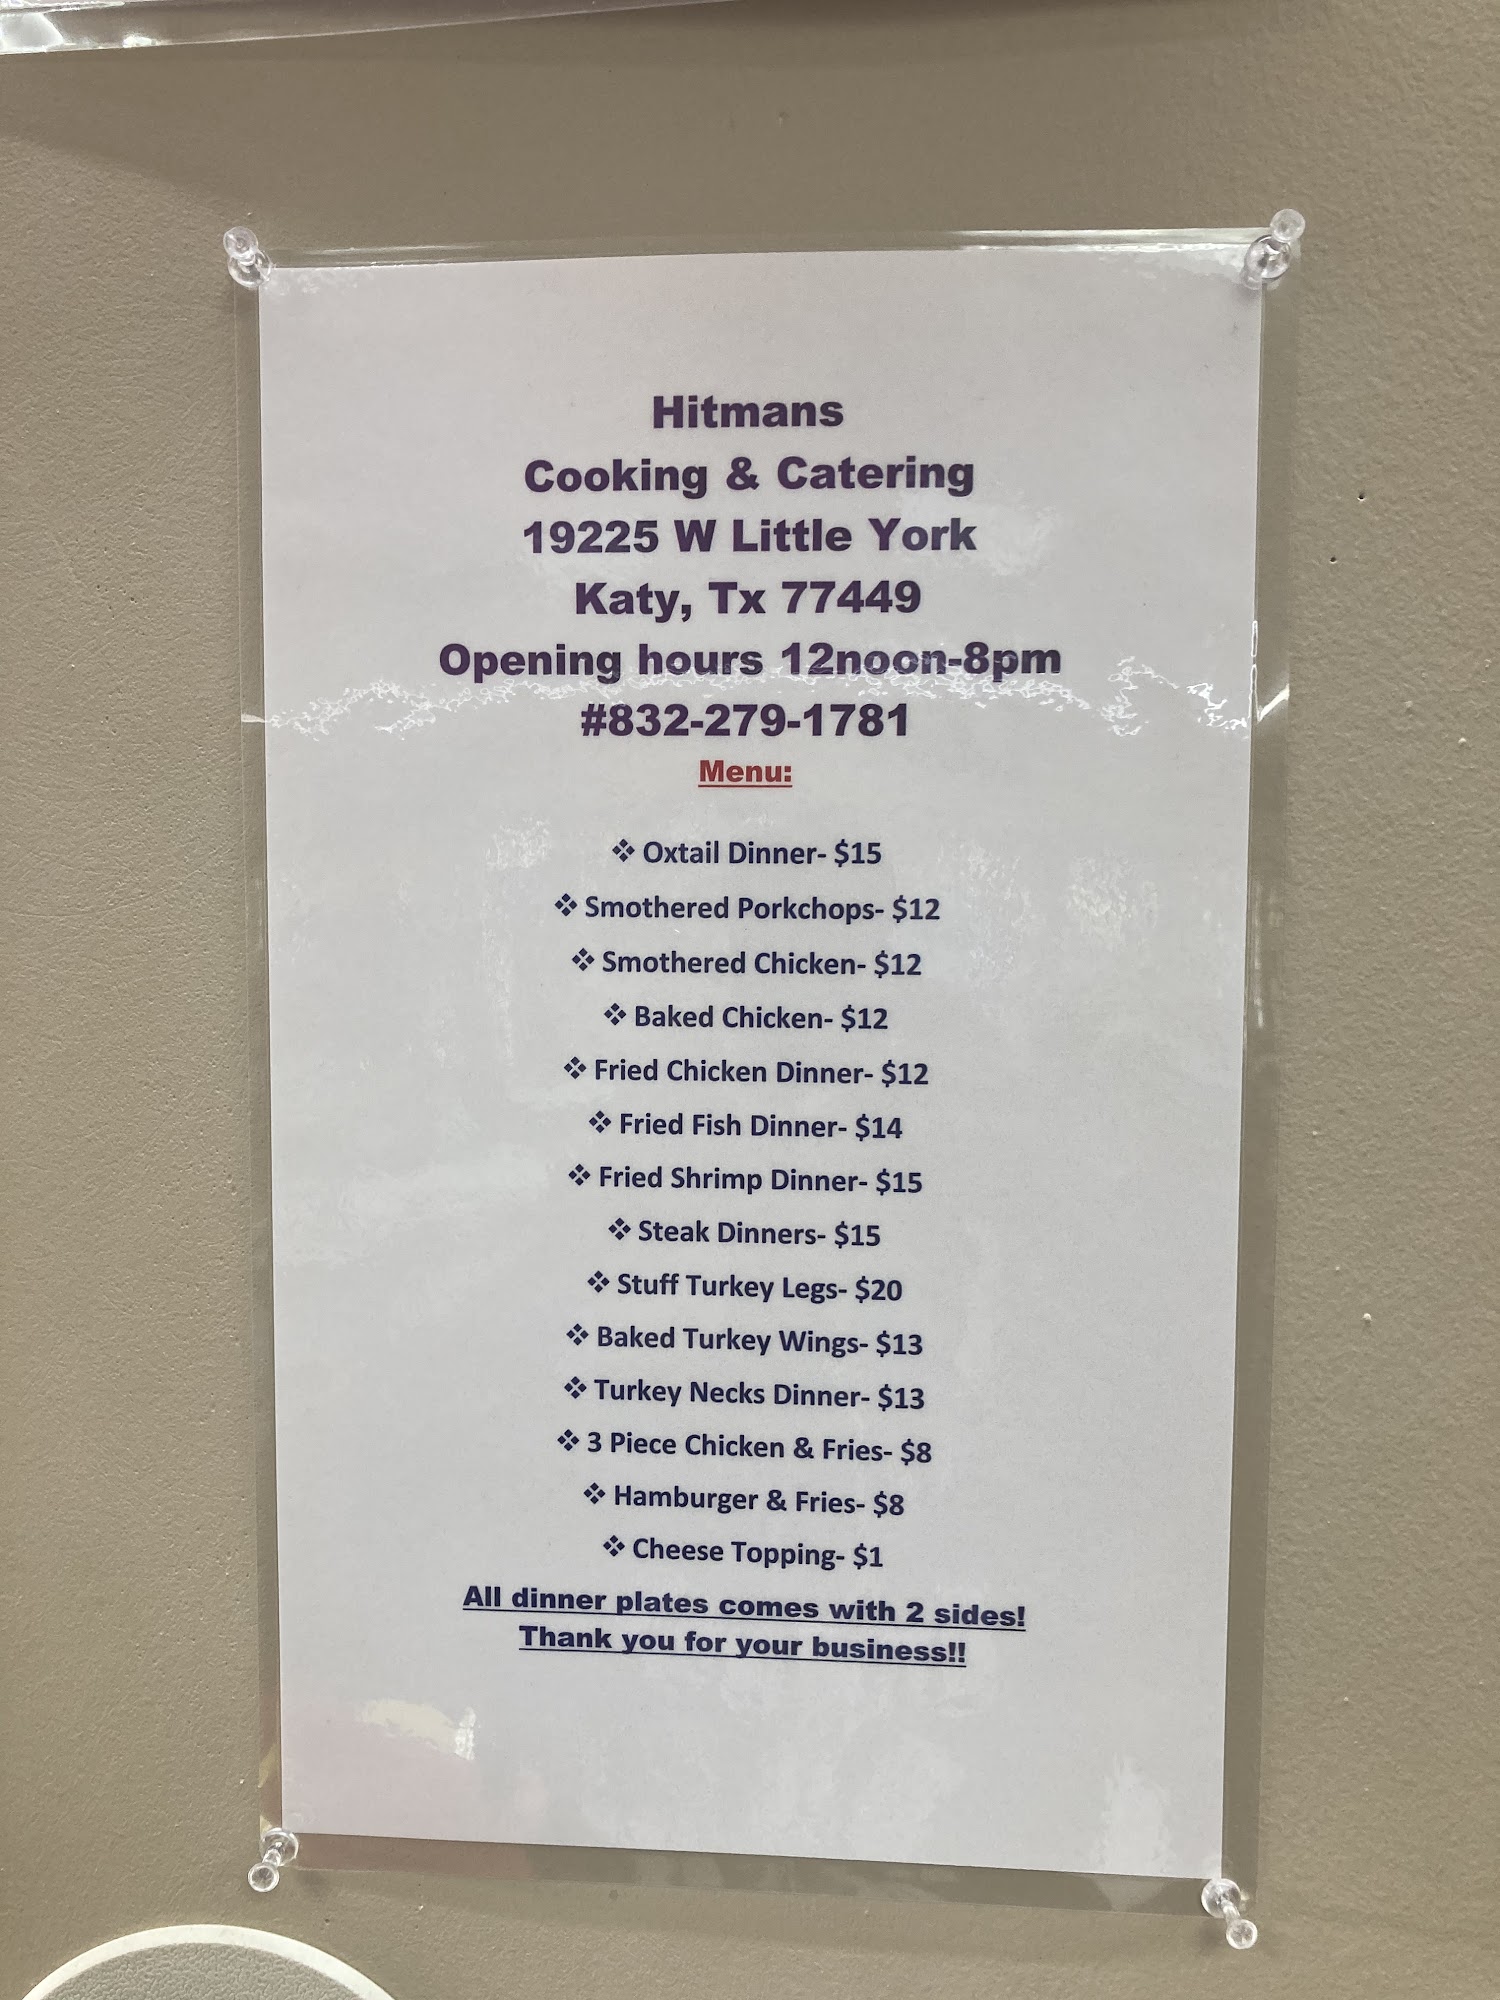 Hitmans
Cooking & Catering
19225 W Little York
Katy, Tx 77449
Opening hours 12noon-8pm
#832-279-1781
Menu:
❖ Oxtail Dinner- $15
❖ Smothered Porkchops- $12
❖ Smothered Chicken- $12
❖ Baked Chicken- $12
❖ Fried Chicken Dinner- $12
❖ Fried Fish Dinner- $14
❖ Fried Shrimp Dinner- $15
❖ Steak Dinners- $15
❖ Stuff Turkey Legs- $20
❖ Baked Turkey Wings- $13
❖ Turkey Necks Dinner- $13
❖ 3 Piece Chicken & Fries- $8
❖ Hamburger & Fries- $8
❖ Cheese Topping- $1
All dinner plates comes with 2 sides!
Thank you for your business!!